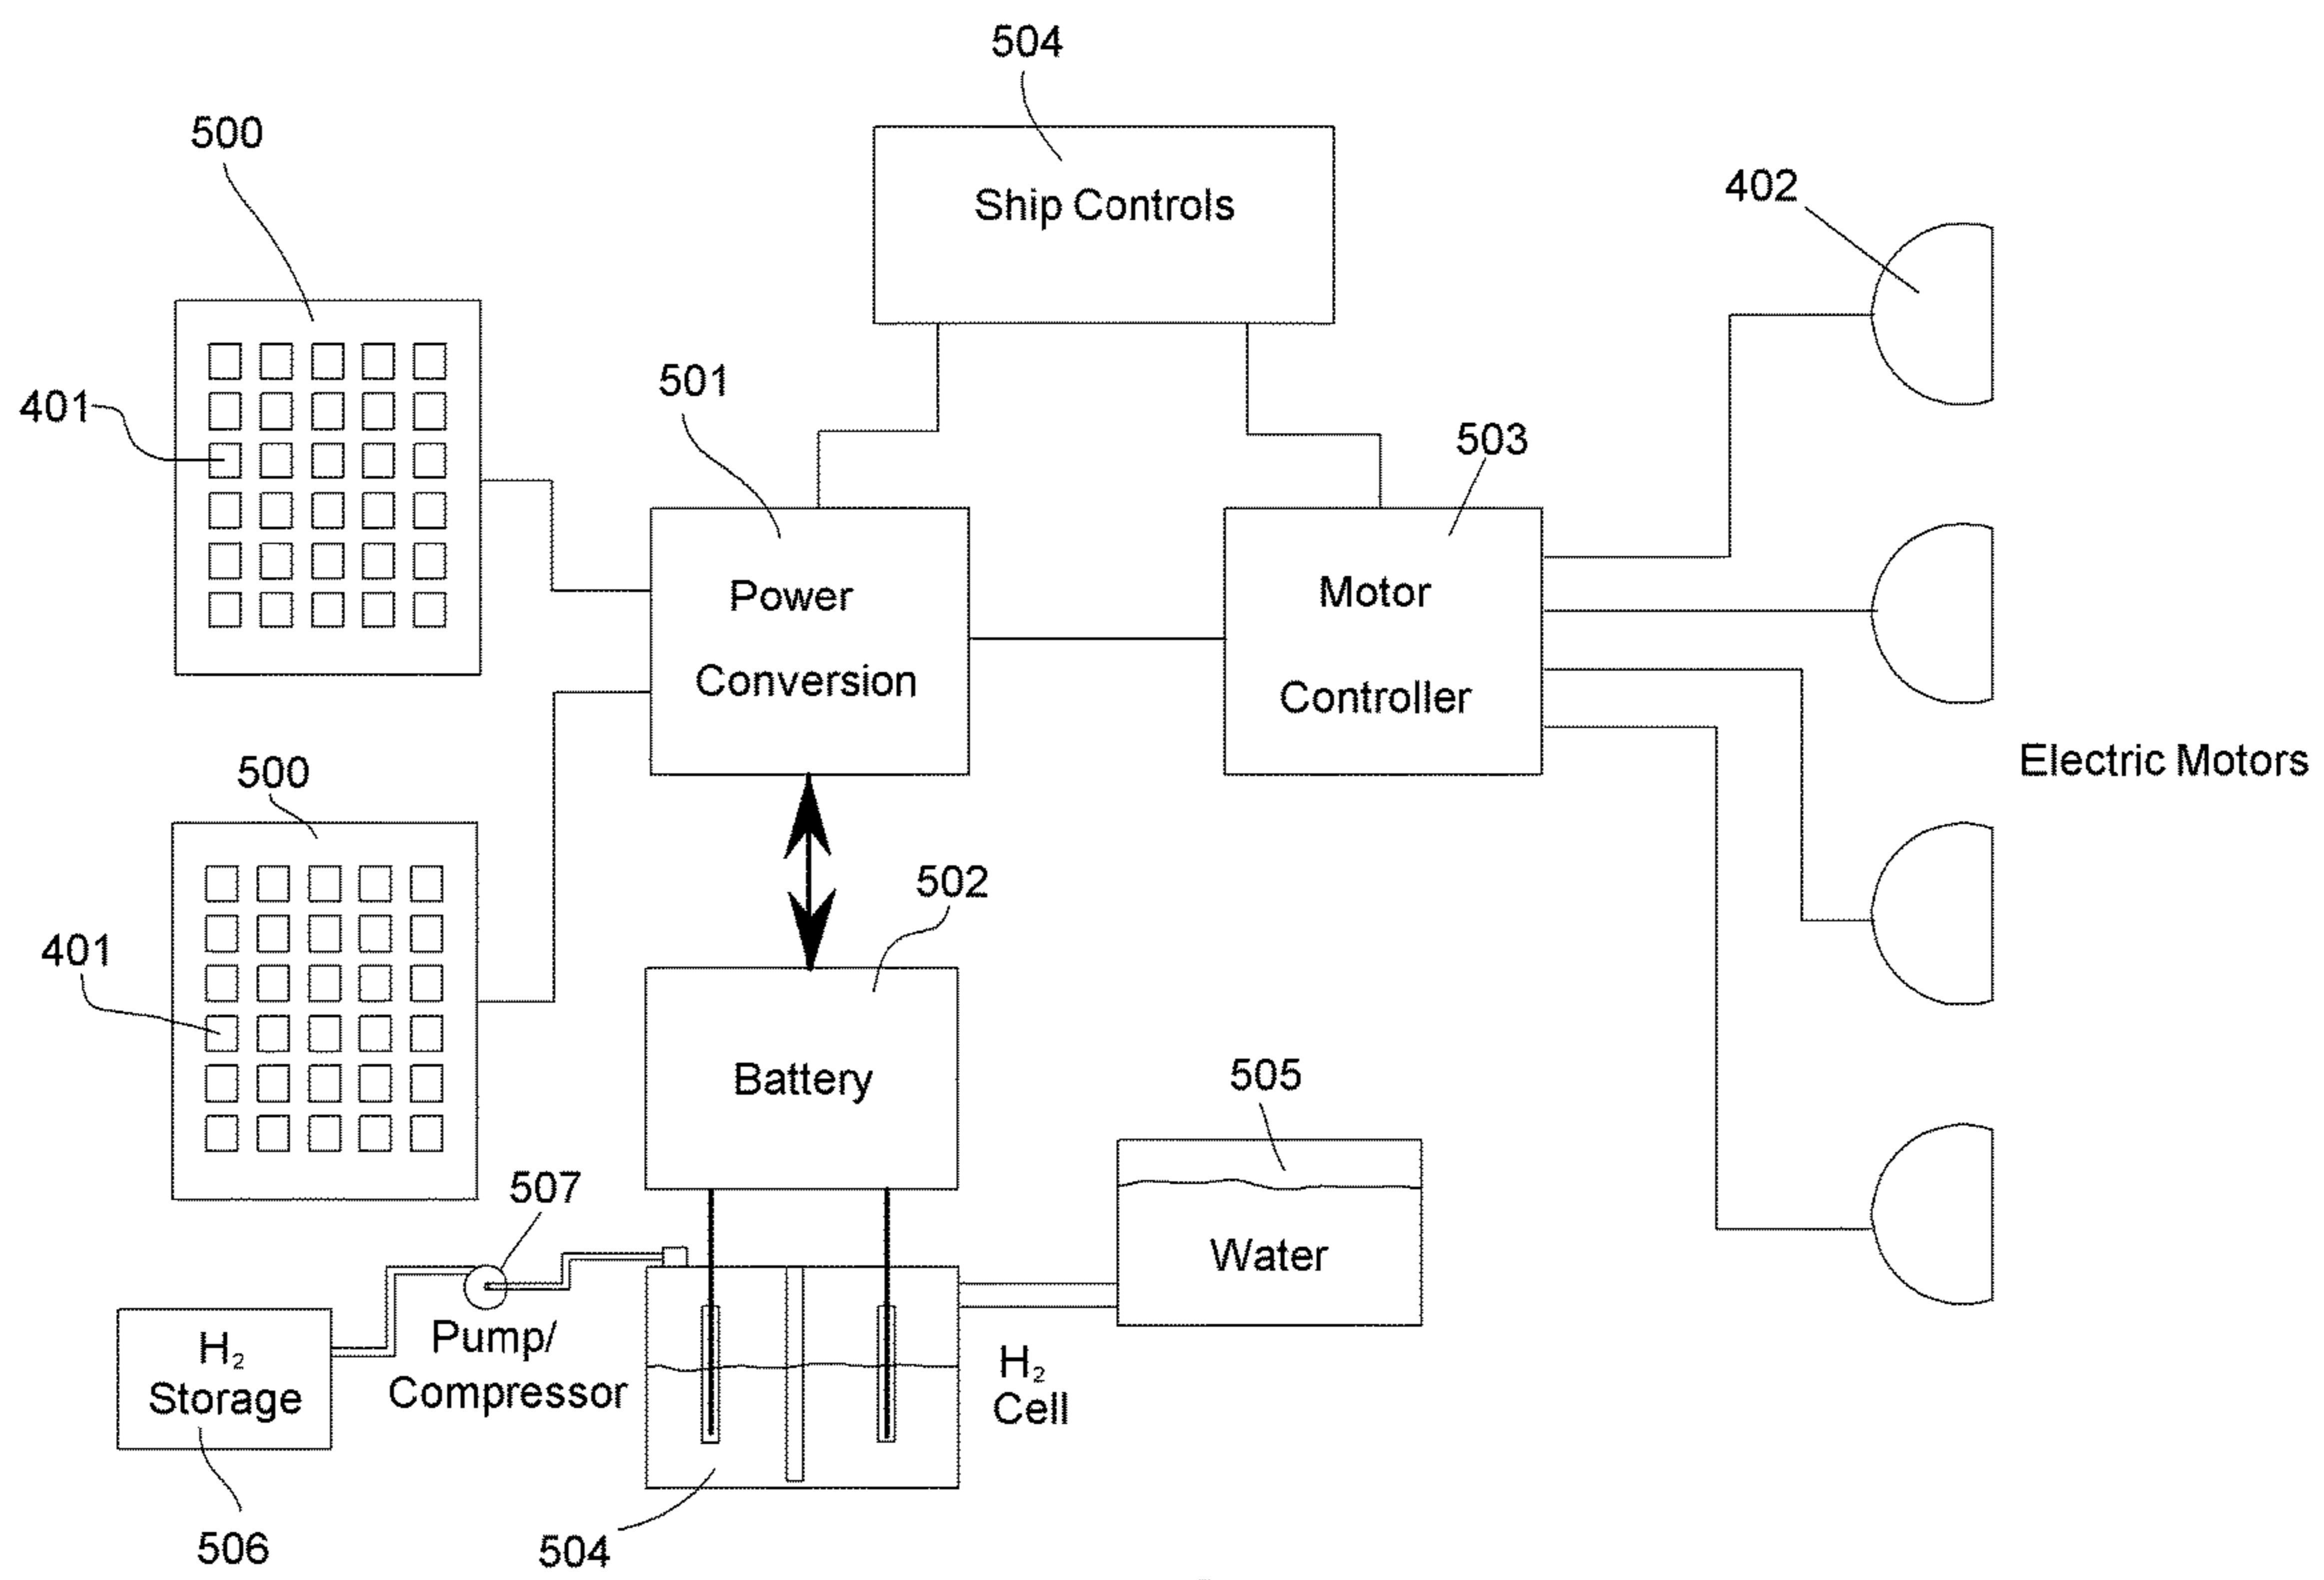 504
500
402
Ship Controls
401
501
503
Power
Conversion
Motor
Controller
Electric Motors
500
502
401
Battery
505
507
Water
Pump/
Compressor
H₂
Storage
H₂
Cell
506
504